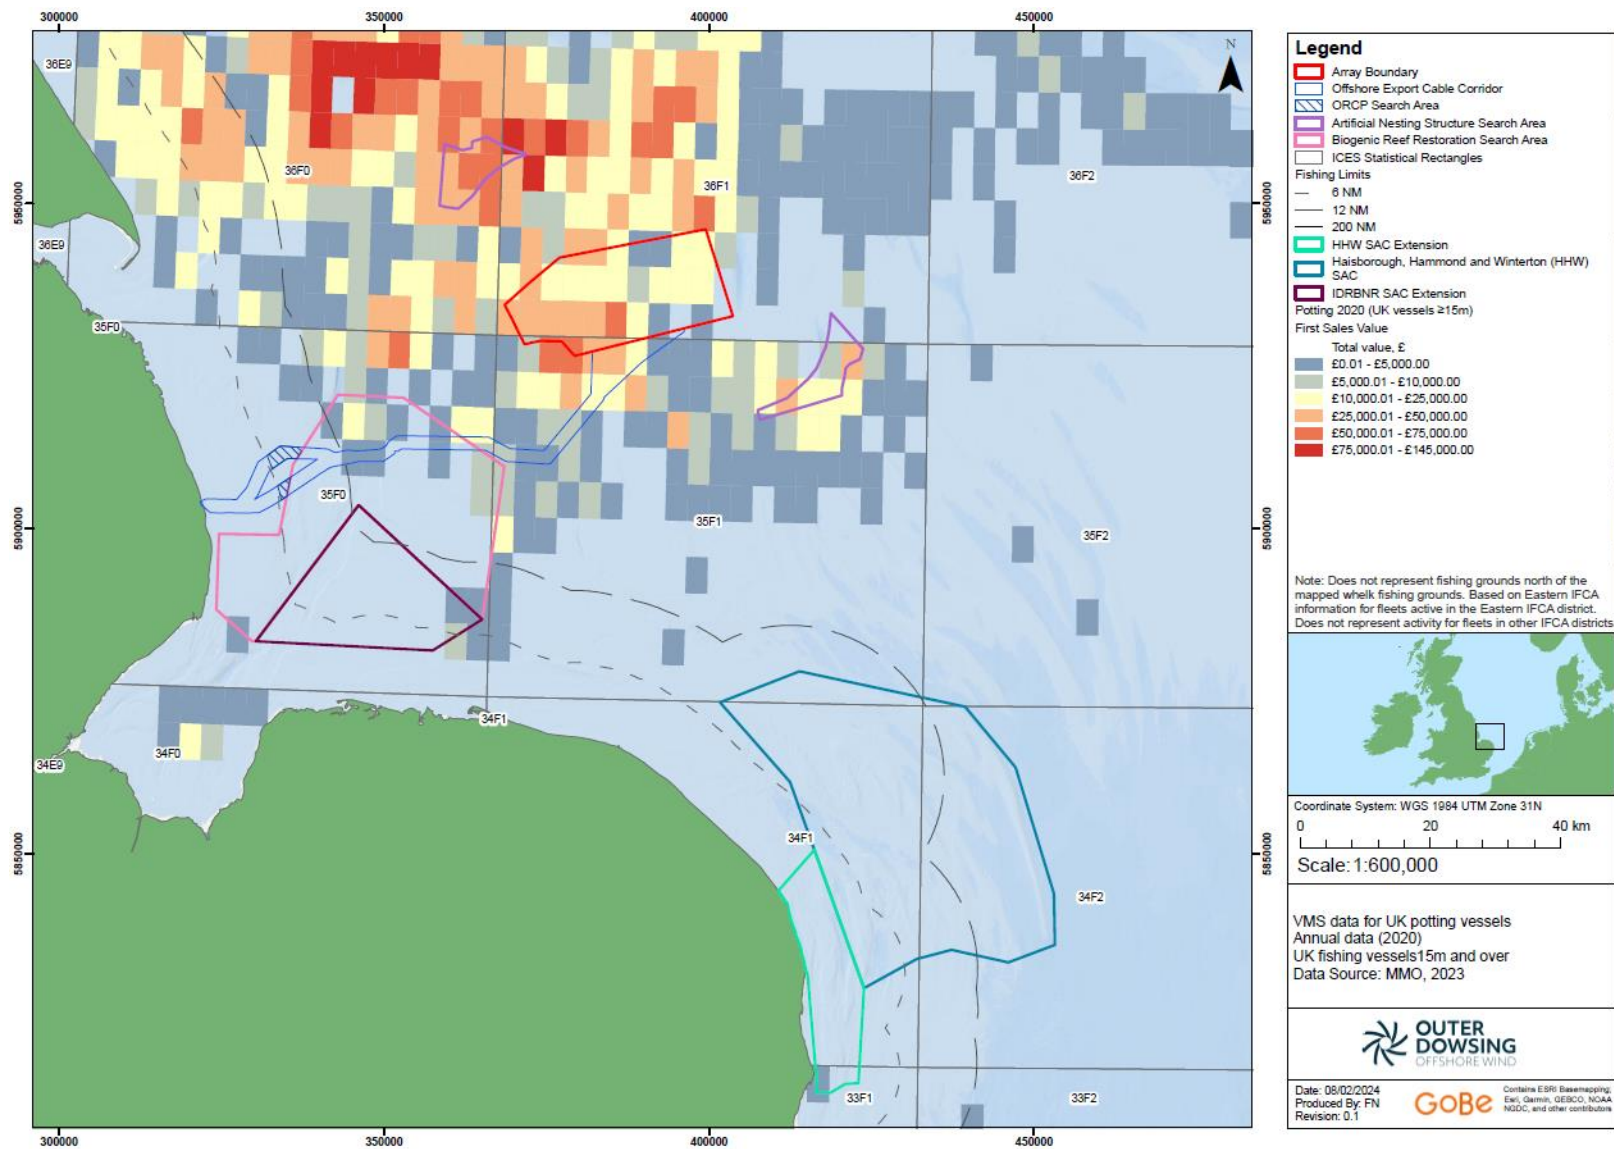 300000
350000
400000
450000
5950000
5900000
5850000
5950000
5900000
5850000
300000
350000
400000
450000
36E9
36F0
36F1
36F2
36E9
35F0
35F0
35F1
35F2
34F1
34F0
34E9
34F1
34F2
33F1
33F2
N
Legend
Array Boundary
Offshore Export Cable Corridor
ORCP Search Area
Artificial Nesting Structure Search Area
Biogenic Reef Restoration Search Area
ICES Statistical Rectangles
Fishing Limits
6 NM
12 NM
200 NM
HHW SAC Extension
Haisborough, Hammond and Winterton (HHW)
SAC
IDRBNR SAC Extension
Potting 2020 (UK vessels ≥15m)
First Sales Value
Total value, £
£0.01 - £5,000.00
£5,000.01 - £10,000.00
£10,000.01 - £25,000.00
£25,000.01 - £50,000.00
£50,000.01 - £75,000.00
£75,000.01 - £145,000.00
Note: Does not represent fishing grounds north of the
mapped whelk fishing grounds. Based on Eastern IFCA
information for fleets active in the Eastern IFCA district.
Does not represent activity for fleets in other IFCA districts
Coordinate System: WGS 1984 UTM Zone 31N
0 20 40 km
Scale:1:600,000
VMS data for UK potting vessels
Annual data (2020)
UK fishing vessels15m and over
Data Source: MMO, 2023
OUTER
DOWSING
OFFSHORE WIND
Date: 08/02/2024
Produced By: FN
Revision: 0.1
GoBe
Contains ESRI Basemapping;
Esri, Garmin, GEBCO, NOAA
NGDC, and other contributors